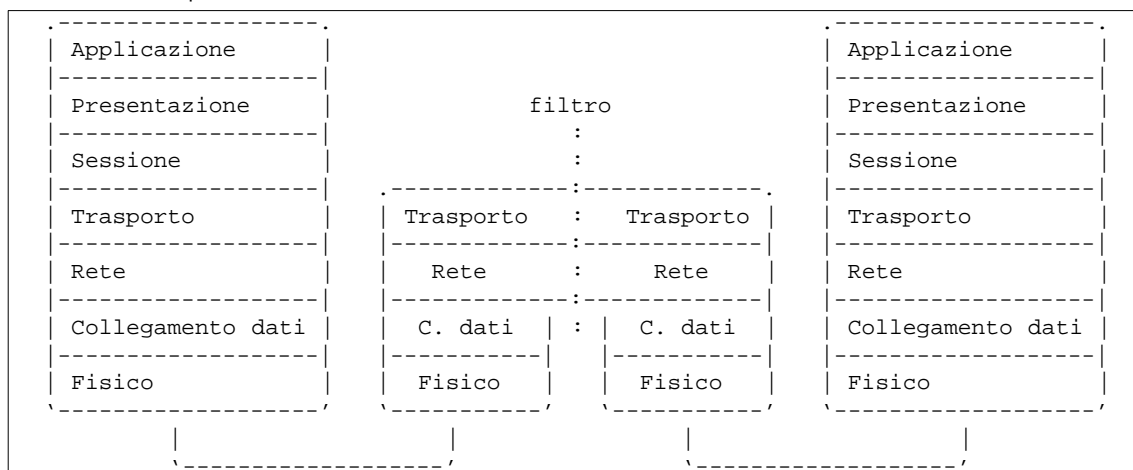 Applicazione Applicazione
Presentazione filtro Presentazione
Sessione Sessione
Trasporto Trasporto : Trasporto Trasporto
Rete Rete : Rete Rete
Collegamento dati C. dati : C. dati Collegamento dati
Fisico Fisico Fisico Fisico